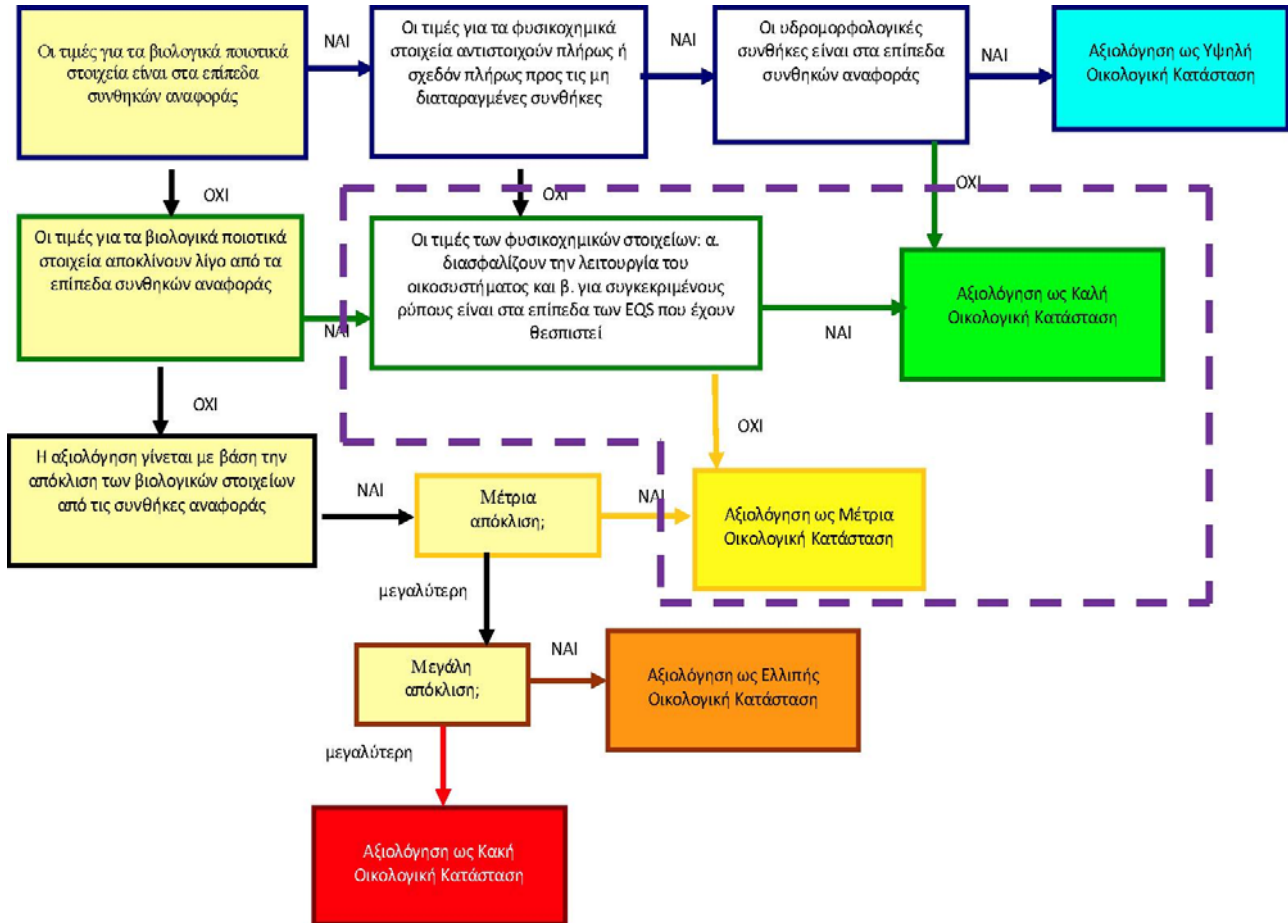 Οι τιμές για τα βιολογικά ποιοτικά
στοιχεία είναι στα επίπεδα
συνθηκών αναφοράς
ΝΑΙ
Οι τιμές για τα φυσικοχημικά
στοιχεία αντιστοιχούν πλήρως ή
σχεδόν πλήρως προς τις μη
διαταραγμένες συνθήκες
ΝΑΙ
Οι υδρομορφολογικές
συνθήκες είναι στα επίπεδα
συνθηκών αναφοράς
ΝΑΙ
Αξιολόγηση ως Υψηλή
Οικολογική Κατάσταση
ΟΧΙ
ΟΧΙ
ΟΧΙ
Οι τιμές για τα βιολογικά ποιοτικά
στοιχεία αποκλίνουν λίγο από τα
επίπεδα συνθηκών αναφοράς
ΝΑΙ
Οι τιμές των φυσικοχημικών στοιχείων: α.
διασφαλίζουν την λειτουργία του
οικοσυστήματος και β. για συγκεκριμένους
ρύπους είναι στα επίπεδα των EQS που έχουν
θεσπιστεί
ΝΑΙ
Αξιολόγηση ως Καλή
Οικολογική Κατάσταση
ΟΧΙ
ΟΧΙ
Η αξιολόγηση γίνεται με βάση την
απόκλιση των βιολογικών στοιχείων
από τις συνθήκες αναφοράς
ΝΑΙ
Μέτρια
απόκλιση;
ΝΑΙ
Αξιολόγηση ως Μέτρια
Οικολογική Κατάσταση
μεγαλύτερη
Μεγάλη
απόκλιση;
ΝΑΙ
Αξιολόγηση ως Ελλιπής
Οικολογική Κατάσταση
μεγαλύτερη
Αξιολόγηση ως Κακή
Οικολογική Κατάσταση